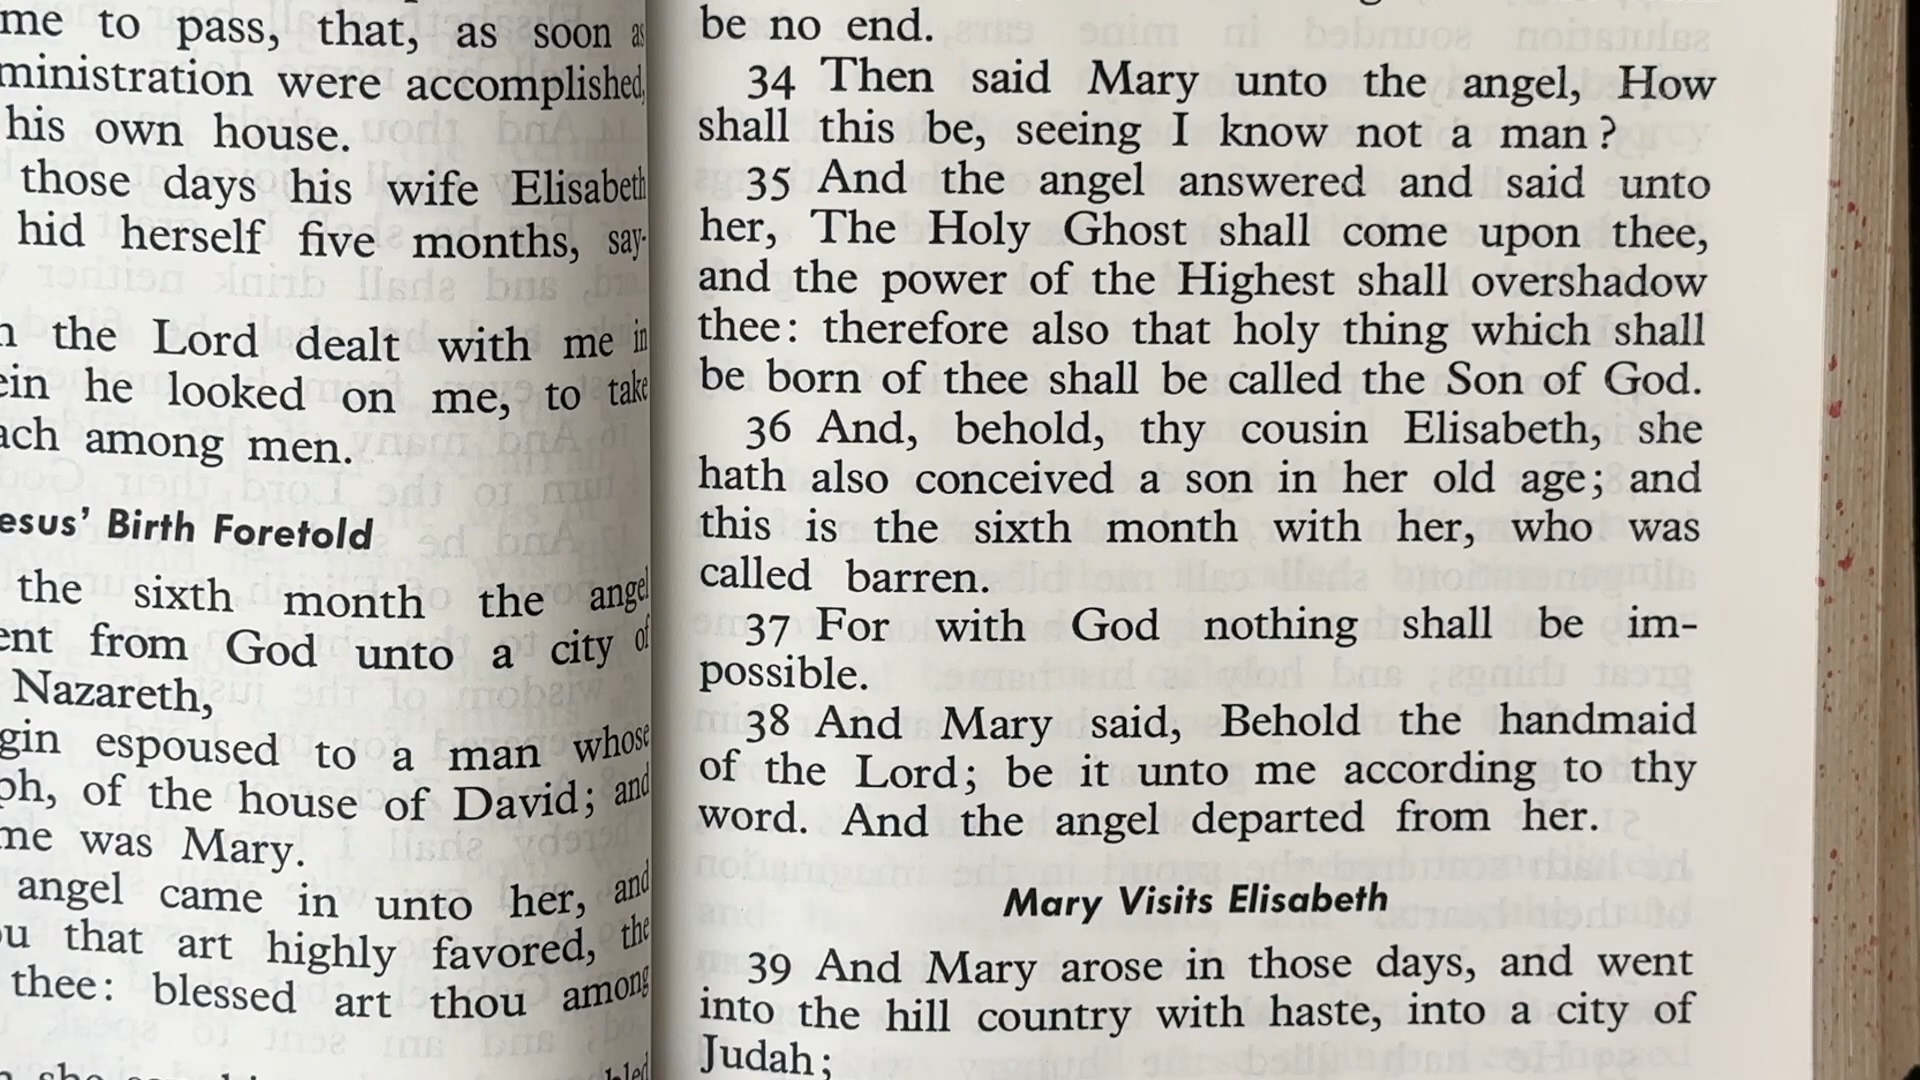 me to pass, that, as soon as
ministration were accomplished,
his own house.
those days his wife Elisabeth
hid herself five months, say-
the Lord dealt with me in
he looked on me, to take
among men.
esus' Birth Foretold
the sixth month the angel
from God unto a city of
Nazareth,
espoused to a man whose
of the house of David; and
was Mary.
angel came in unto her, and
that art highly favored, the
thee: blessed art thou among
be no end.
34 Then said Mary unto the angel, How
shall this be, seeing I know not a man?
35 And the angel answered and said unto
her, The Holy Ghost shall come upon thee,
and the power of the Highest shall overshadow
thee: therefore also that holy thing which shall
be born of thee shall be called the Son of God.
36 And, behold, thy cousin Elisabeth, she
hath also conceived a son in her old age; and
this is the sixth month with her, who was
called barren.
37 For with God nothing shall be im-
possible.
38 And Mary said, Behold the handmaid
of the Lord; be it unto me according to thy
word. And the angel departed from her.
Mary Visits Elisabeth
39 And Mary arose in those days, and went
into the hill country with haste, into a city of
Judah;